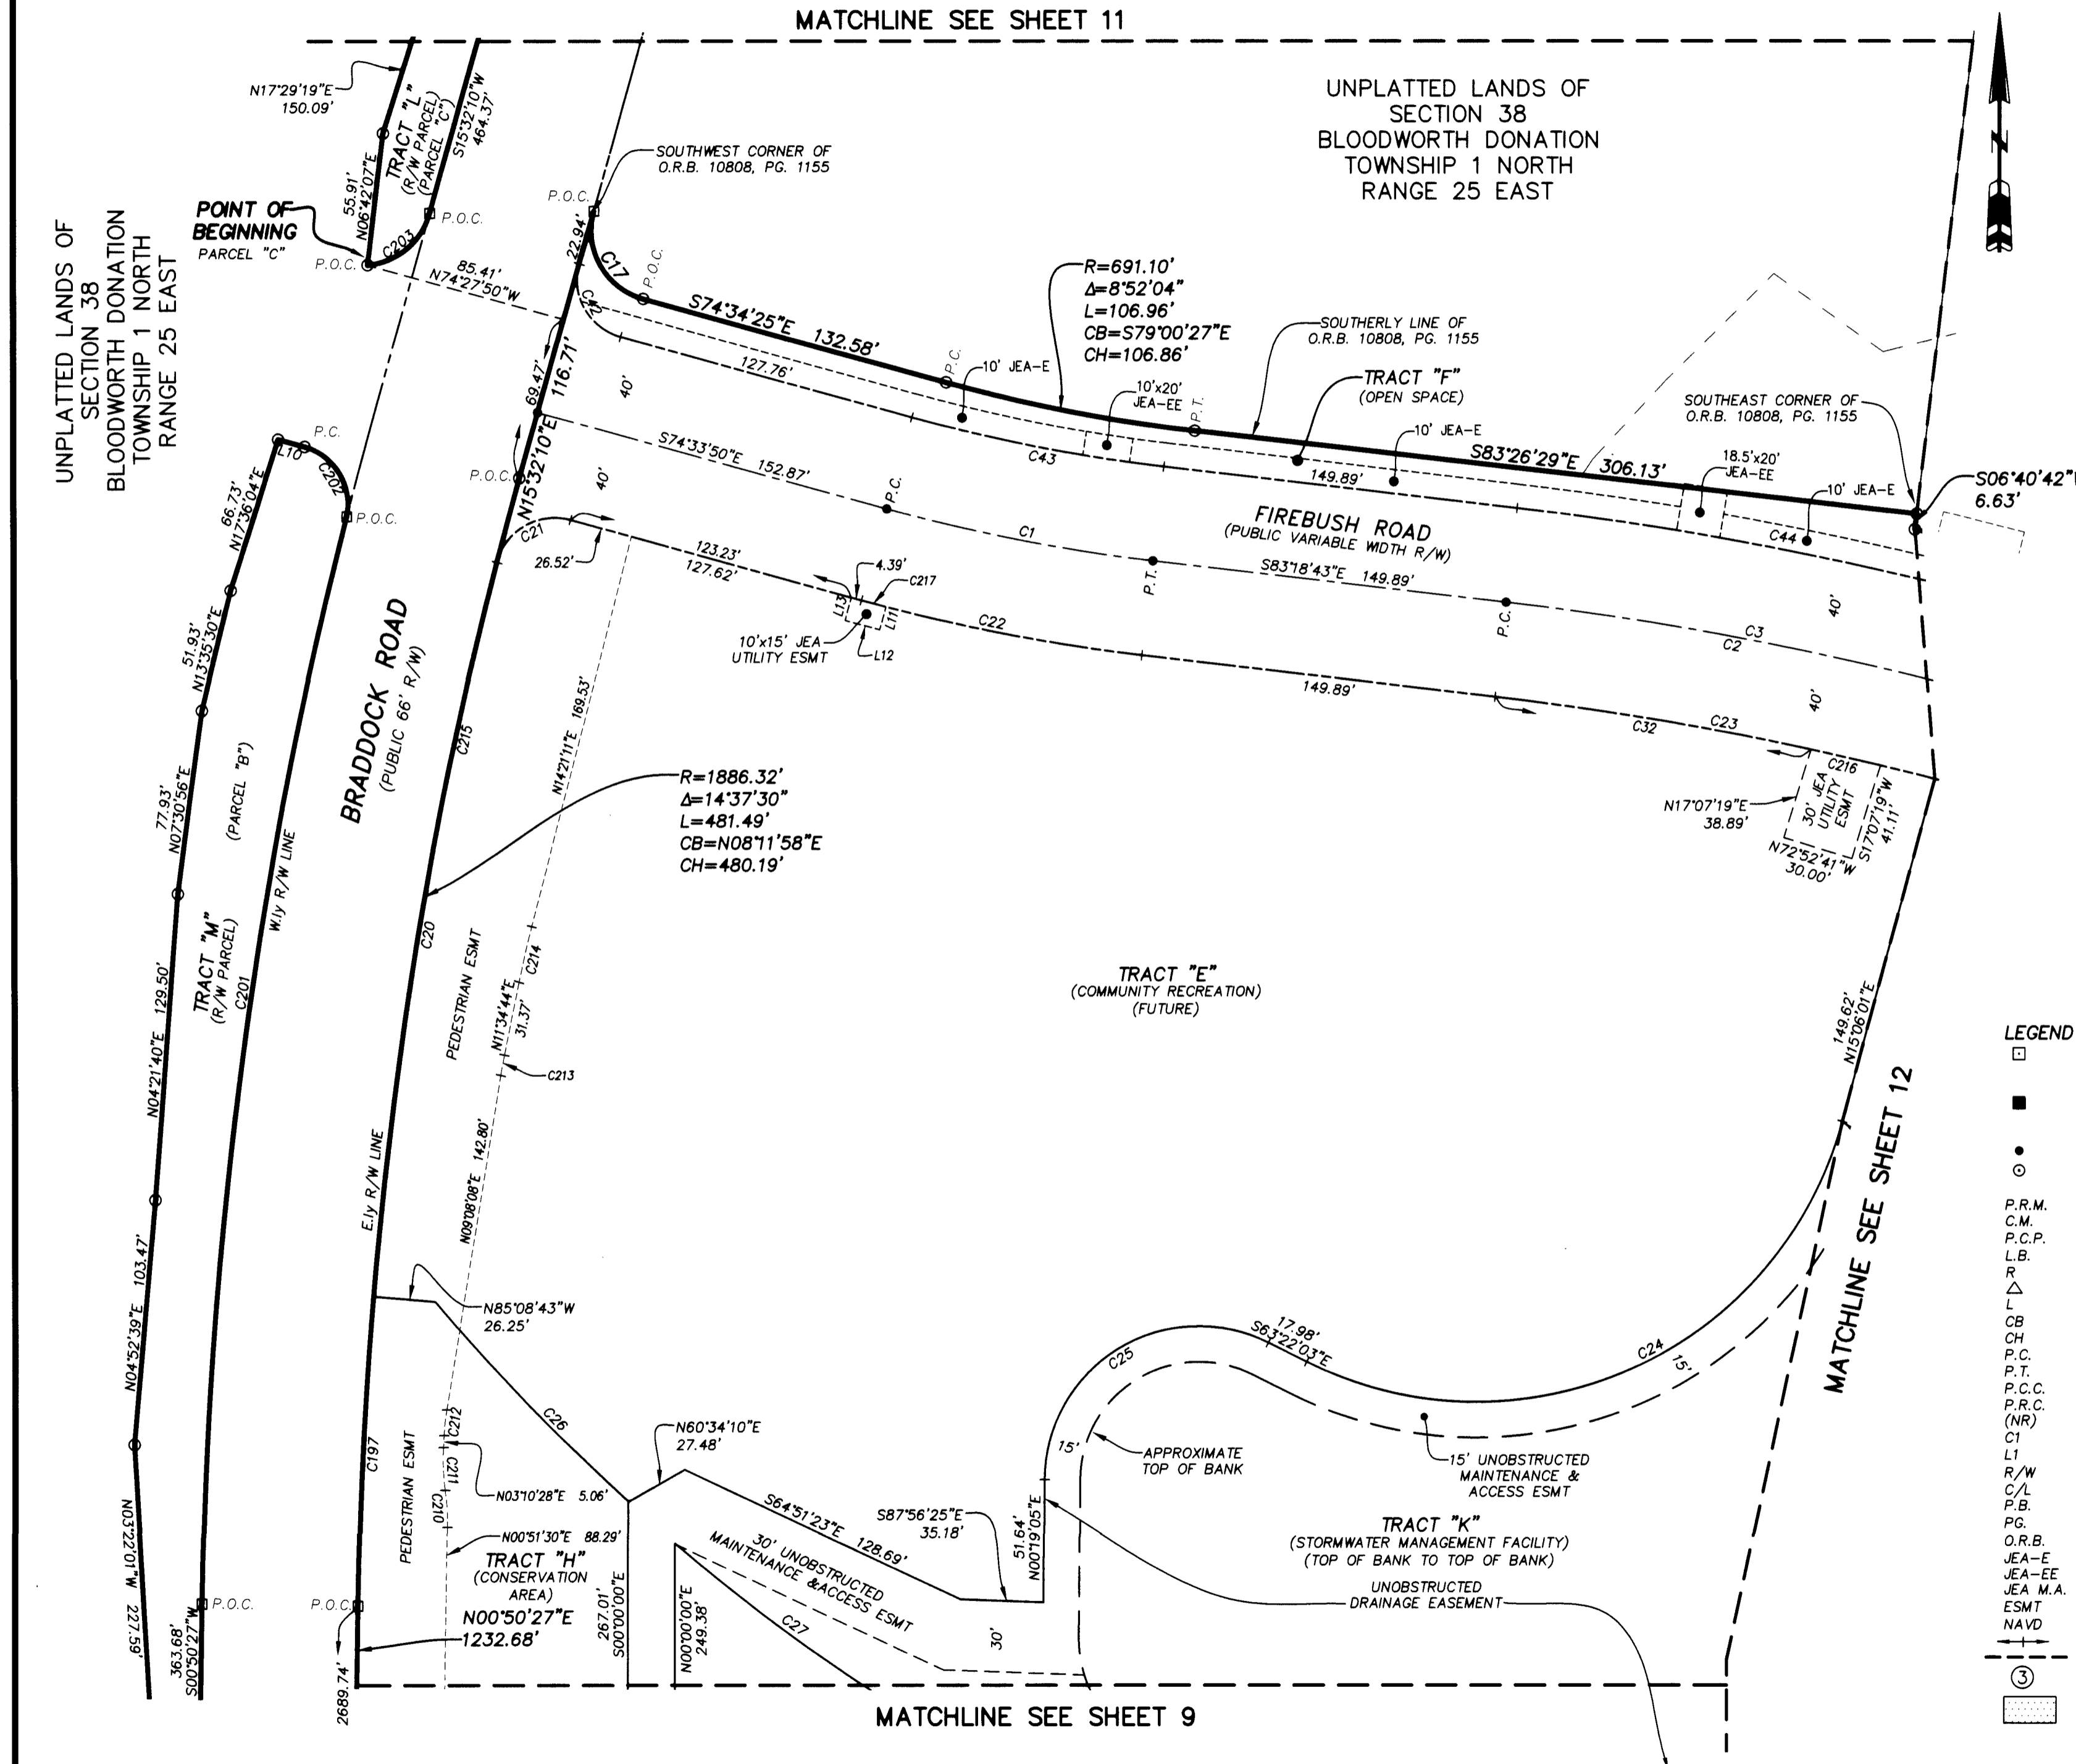 MATCHLINE SEE SHEET 11
UNPLATTED LANDS OF
SECTION 38
BLOODWORTH DONATION
TOWNSHIP 1 NORTH
RANGE 25 EAST
N
N17°29'19"E
150.09'
TRACT "L"
(R/W PARCEL)
(PARCEL "C")
S15°32'10"W
464.37'
55.91'
N06°42'07"E
P.O.C.
C203
POINT OF
BEGINNING
PARCEL "C"
P.O.C.
85.41'
N74°27'50"W
UNPLATTED LANDS OF
SECTION 38
BLOODWORTH DONATION
TOWNSHIP 1 NORTH
RANGE 25 EAST
SOUTHWEST CORNER OF
O.R.B. 10808, PG. 1155
P.O.C.
22.94'
C17
P.O.C.
S74°34'25"E 132.58'
127.76'
P.C.
10' JEA-E
R=691.10'
Δ=8°52'04"
L=106.96'
CB=S79°00'27"E
CH=106.86'
10'x20'
JEA-EE
P.T.
SOUTHERLY LINE OF
O.R.B. 10808, PG. 1155
TRACT "F"
(OPEN SPACE)
10' JEA-E
SOUTHEAST CORNER OF
O.R.B. 10808, PG. 1155
S83°26'29"E 306.13'
18.5'x20'
JEA-EE
10' JEA-E
S06°40'42"
6.63'
C43
149.89'
C44
69.47'
116.71'
N15°32'10"E
40'
40'
P.O.C.
S74°33'50"E 152.87'
P.C.
C1
P.T.
FIREBUSH ROAD
(PUBLIC VARIABLE WIDTH R/W)
S83°18'43"E 149.89'
P.C.
C3
C2
40'
40'
C21
26.52'
123.23'
127.62'
4.39'
C217
L13
L11
L12
10'x15' JEA
UTILITY ESMT
C22
149.89'
C32
C23
C216
N17°07'19"E
38.89'
30' JEA
UTILITY
ESMT
S17°07'19"W
41.11'
N72°52'41"W
30.00'
L10
P.C.
C202
P.O.C.
66.73'
N17°36'04"E
51.93'
N13°35'30"E
77.93'
N07°30'56"E
(PARCEL "B")
W.ly R/W LINE
TRACT "M"
(R/W PARCEL)
C201
BRADDOCK ROAD
(PUBLIC 66' R/W)
C215
N14°21'11"E 169.53'
R=1886.32'
Δ=14°37'30"
L=481.49'
CB=N08°11'58"E
CH=480.19'
C20
PEDESTRIAN ESMT
C214
N11°34'44"E
31.37'
C213
TRACT "E"
(COMMUNITY RECREATION)
(FUTURE)
149.62'
N15°06'01"E
MATCHLINE SEE SHEET 12
N04°21'40"E 129.50'
N04°52'39"E 103.47'
N03°22'01"W 227.59'
E.ly R/W LINE
N09°08'08"E 142.80'
N85°08'43"W
26.25'
C26
C197
PEDESTRIAN ESMT
C212
C211
C210
N03°10'28"E 5.06'
N00°51'30"E 88.29'
TRACT "H"
(CONSERVATION
AREA)
N00°50'27"E
1232.68'
P.O.C.
363.68'
S00°50'27"W
P.O.C.
2689.74'
267.01'
S00°00'00"E
N00°00'00"E
249.38'
N60°34'10"E
27.48'
S64°51'23"E 128.69'
30' UNOBSTRUCTED
MAINTENANCE &ACCESS ESMT
C27
30'
S87°56'25"E
35.18'
51.64'
N00°19'05"E
C25
17.98'
S63°22'03"E
C24
15'
15'
APPROXIMATE
TOP OF BANK
15' UNOBSTRUCTED
MAINTENANCE &
ACCESS ESMT
TRACT "K"
(STORMWATER MANAGEMENT FACILITY)
(TOP OF BANK TO TOP OF BANK)
UNOBSTRUCTED
DRAINAGE EASEMENT
MATCHLINE SEE SHEET 9
LEGEND
P.R.M.
C.M.
P.C.P.
L.B.
R
△
L
CB
CH
P.C.
P.T.
P.C.C.
P.R.C.
(NR)
C1
L1
R/W
C/L
P.B.
PG.
O.R.B.
JEA-E
JEA-EE
JEA M.A.
ESMT
NAVD
3